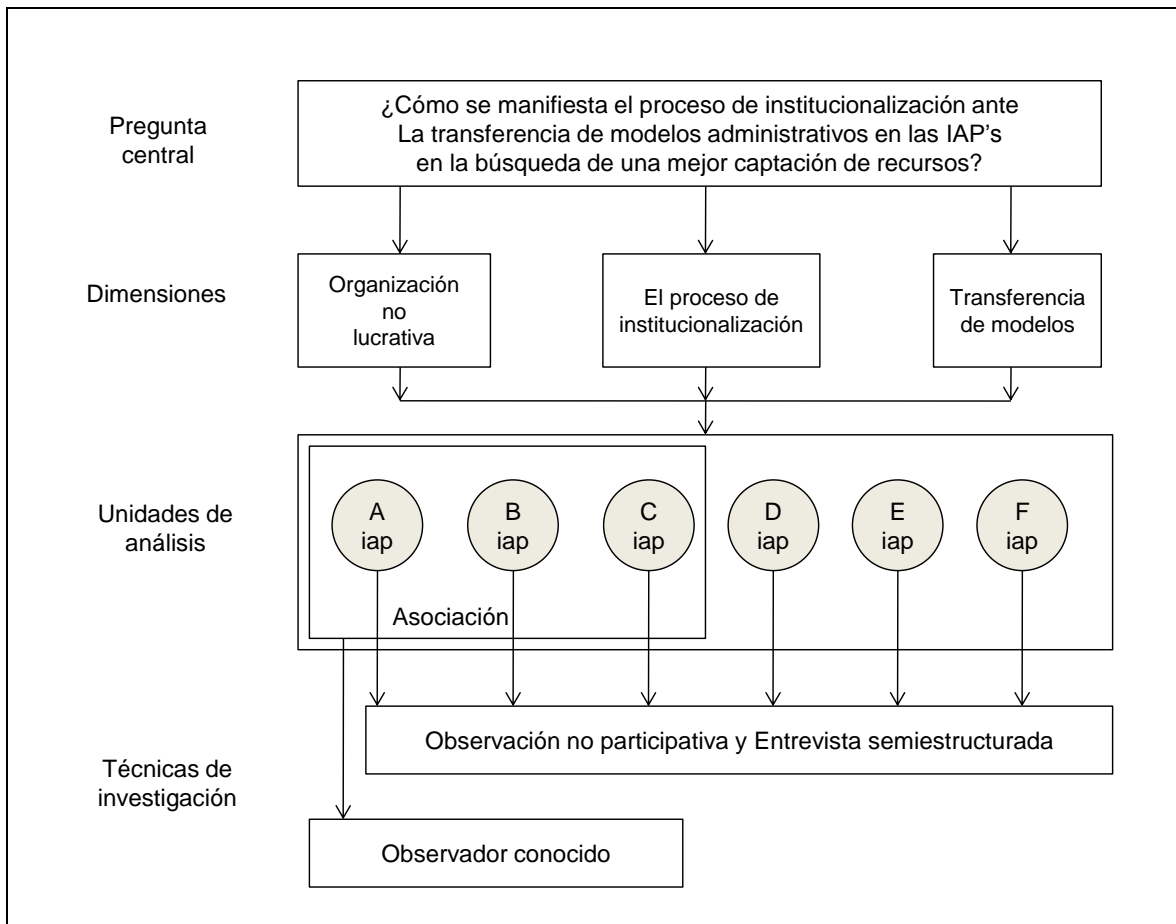 Pregunta
central
¿Cómo se manifiesta el proceso de institucionalización ante
La transferencia de modelos administrativos en las IAP's
en la búsqueda de una mejor captación de recursos?
Dimensiones
Organización
no
lucrativa
El proceso de
institucionalización
Transferencia
de modelos
Unidades de
análisis
A
iap
B
iap
C
iap
D
iap
E
iap
F
iap
Asociación
Técnicas de
investigación
Observación no participativa y Entrevista semiestructurada
Observador conocido